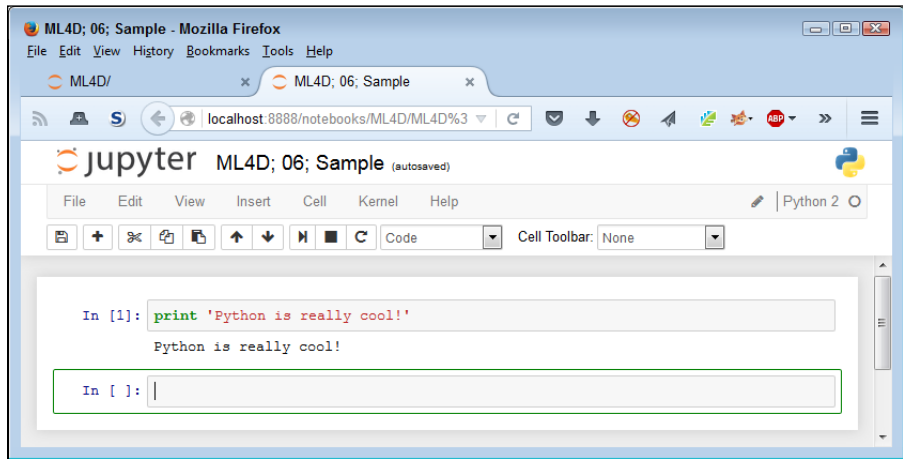 ML4D; 06; Sample - Mozilla Firefox
File Edit View History Bookmarks Tools Help
ML4D/ × ML4D; 06; Sample ×
S) localhost:8888/notebooks/ML4D/ML4D%3 ABP »
jupyter ML4D; 06; Sample (autosaved)
File Edit View Insert Cell Kernel Help Python 2
Code Cell Toolbar: None
In [1]: print 'Python is really cool!'
Python is really cool!
In [ ]: